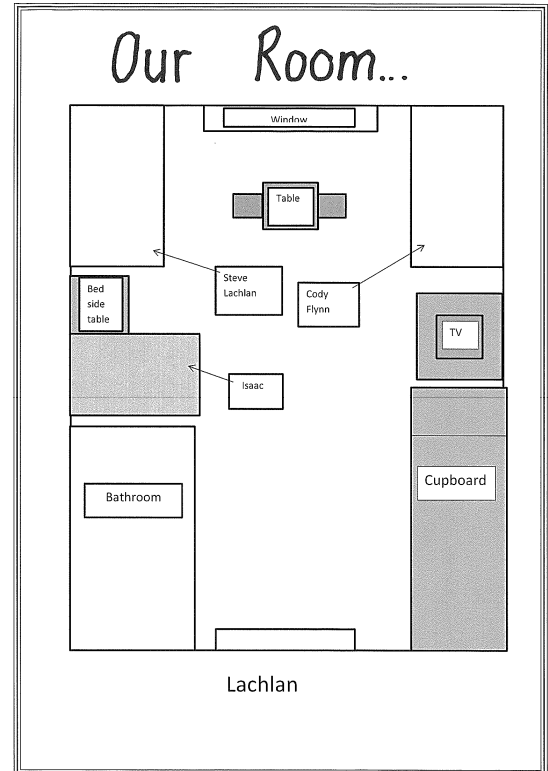 Our Room...
Window
Table
Steve
Lachlan
Cody
Flynn
Bed
side
table
TV
Isaac
Cupboard
Bathroom
Lachlan